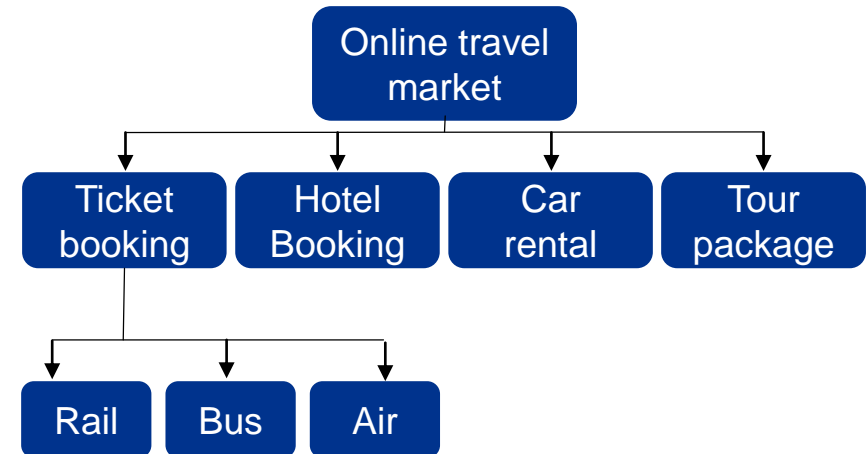 Online travel
market
Ticket
booking
Hotel
Booking
Car
rental
Tour
package
Rail
Bus
Air